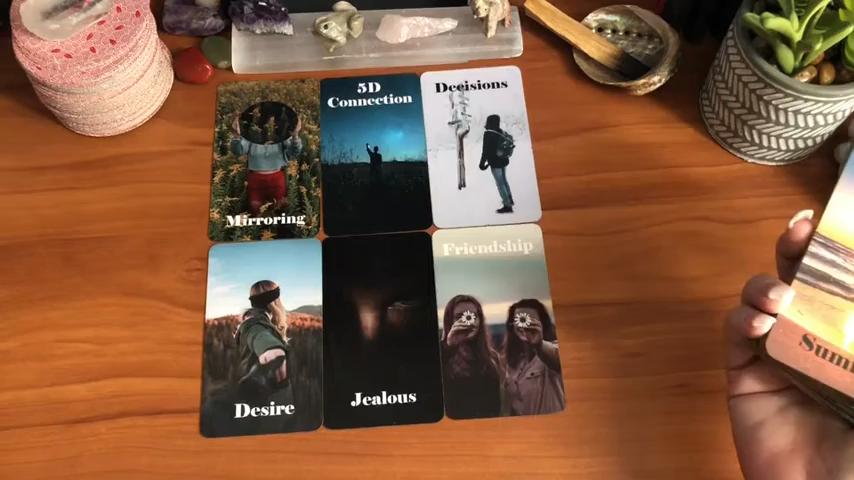 Mirroring
5D
Connection
Decisions
Desire
Jealous
Friendship